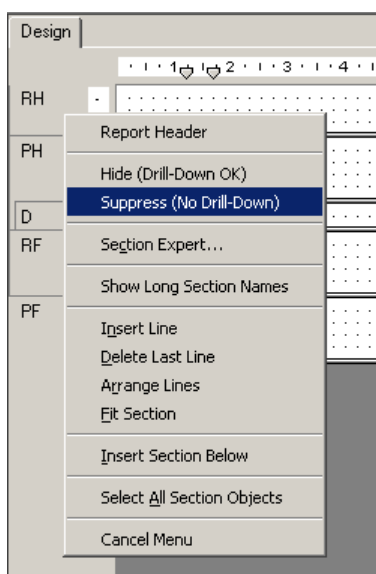 Design
1 2 3 4
RH
Report Header
PH
Hide (Drill-Down OK)
Suppress (No Drill-Down)
D
RF
Section Expert...
Show Long Section Names
PF
Insert Line
Delete Last Line
Arrange Lines
Fit Section
Insert Section Below
Select All Section Objects
Cancel Menu